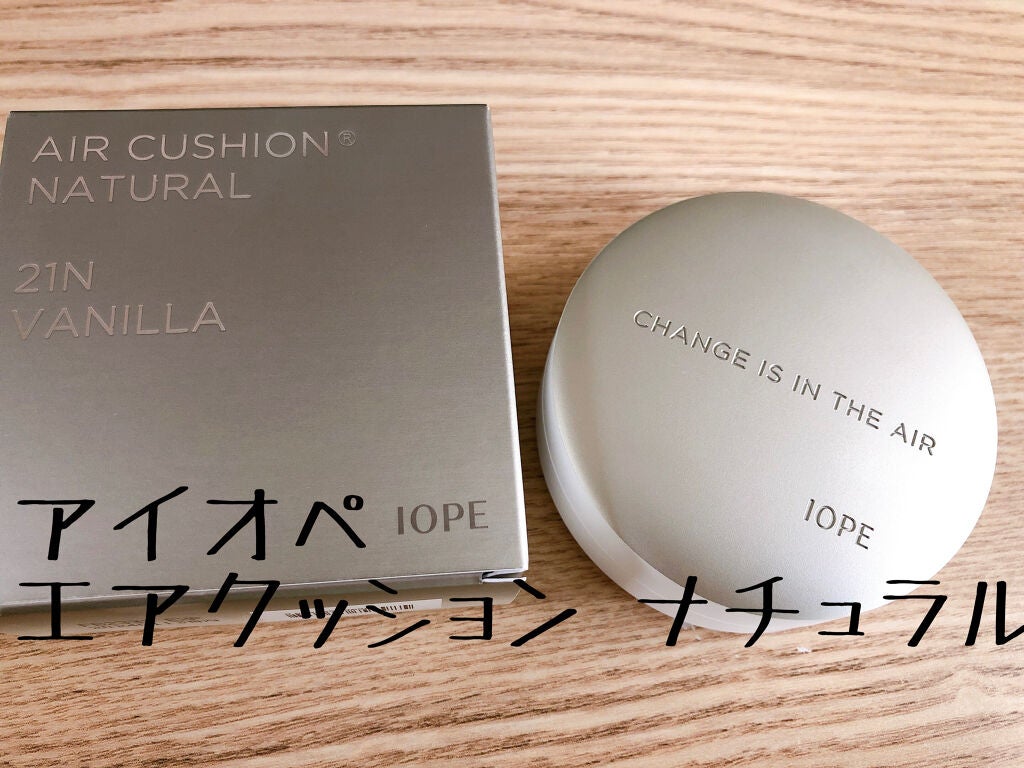 AIR CUSHION®
NATURAL
21N
VANILLA
IOPE
CHANGE IS IN THE AIR
IOPE
アイオペ
エアクッション ナチュラル